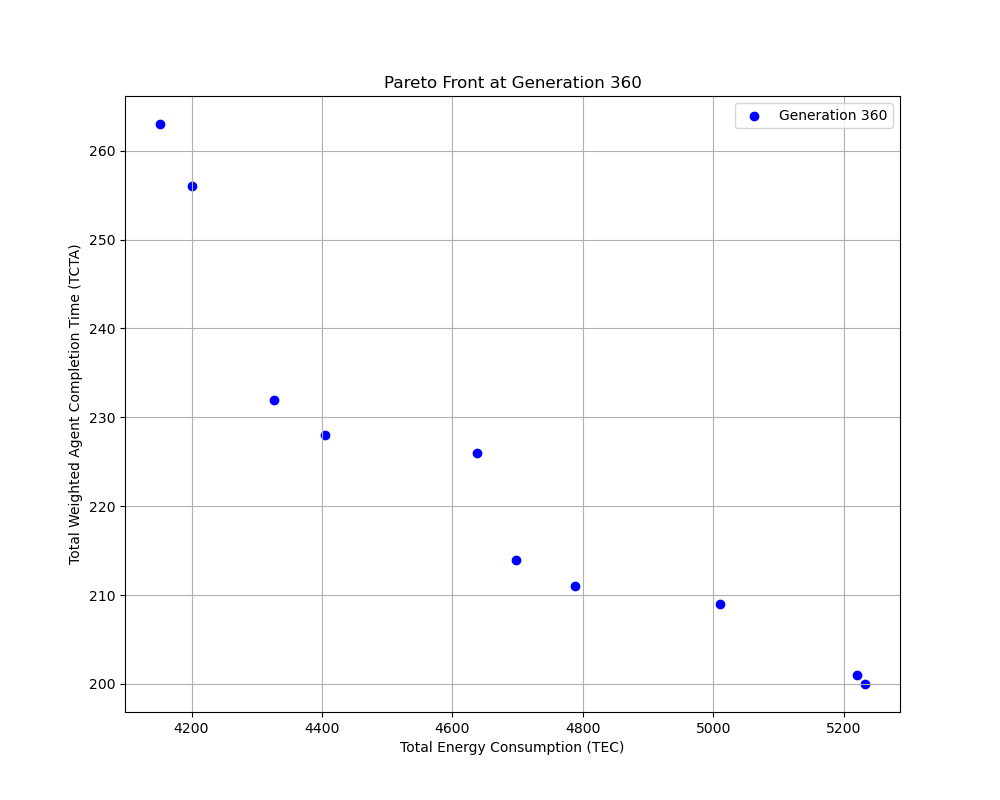 Pareto Front at Generation 360
Generation 360
Total Weighted Agent Completion Time (TCTA)
260
250
240
230
220
210
200
4200 4400 4600 4800 5000 5200
Total Energy Consumption (TEC)